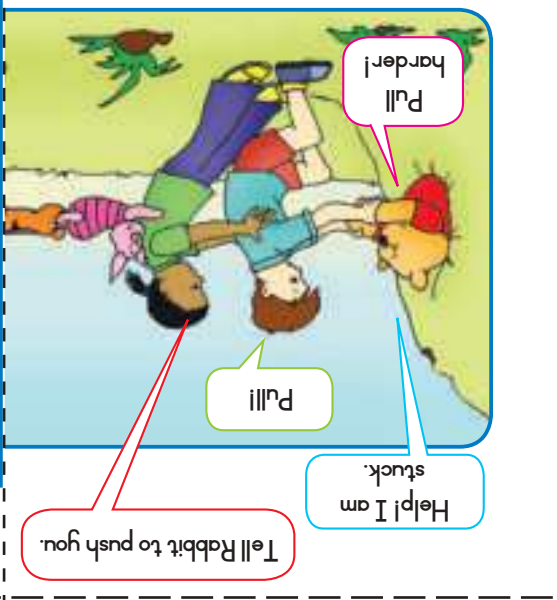 Tell Rabbit to push you.
Help! I am
stuck.
Pull!
Pull
harder!